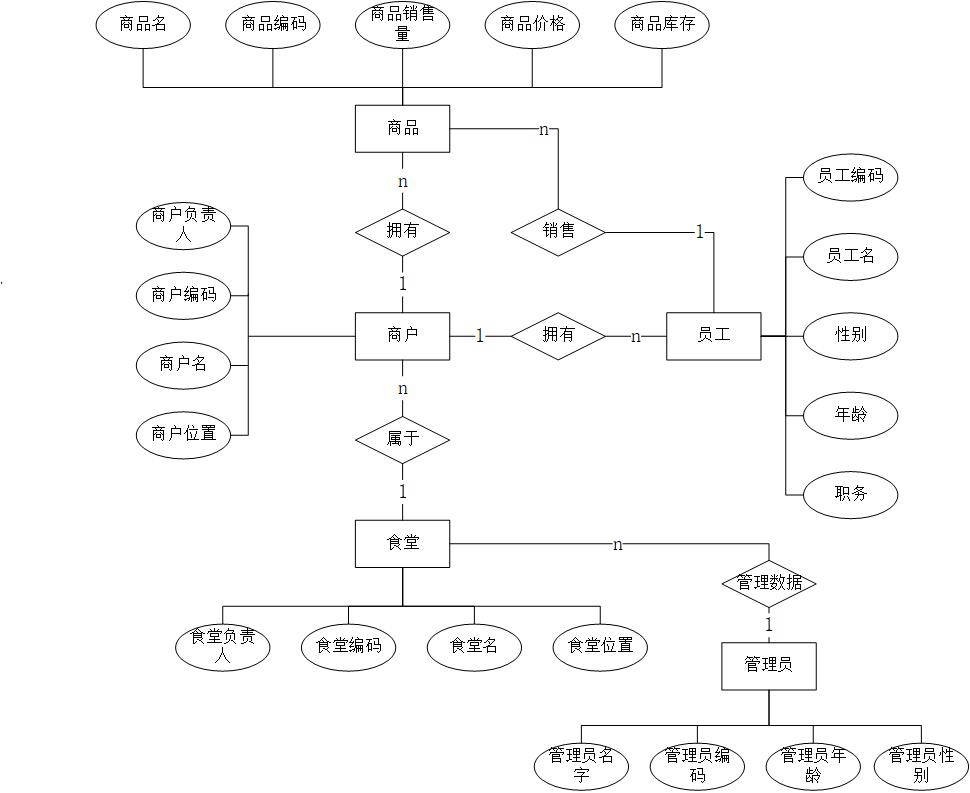 商品名
商品编码
商品销售
量
商品价格
商品库存
商品
n
n
员工编码
商户负责
人
拥有
销售
1
员工名
商户编码
1
商户
1
拥有
n
员工
性别
商户名
n
商户位置
属于
年龄
1
职务
食堂
n
管理数据
1
食堂负责
人
食堂编码
食堂名
食堂位置
管理员
管理员名
字
管理员编
码
管理员年
龄
管理员性
别